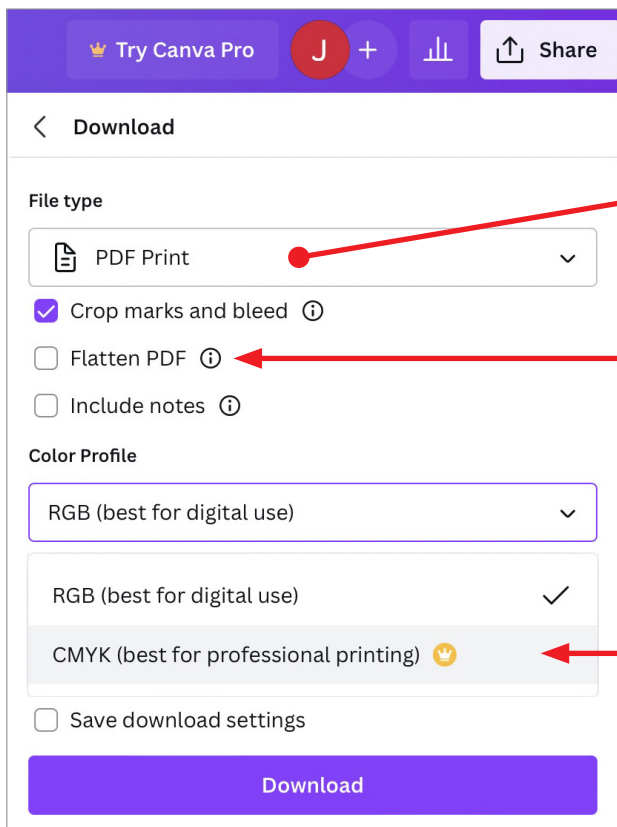 Try Canva Pro
J
+
Share
Download
File type
PDF Print
Crop marks and bleed
Flatten PDF
Include notes
Color Profile
RGB (best for digital use)
RGB (best for digital use)
CMYK (best for professional printing)
Save download settings
Download